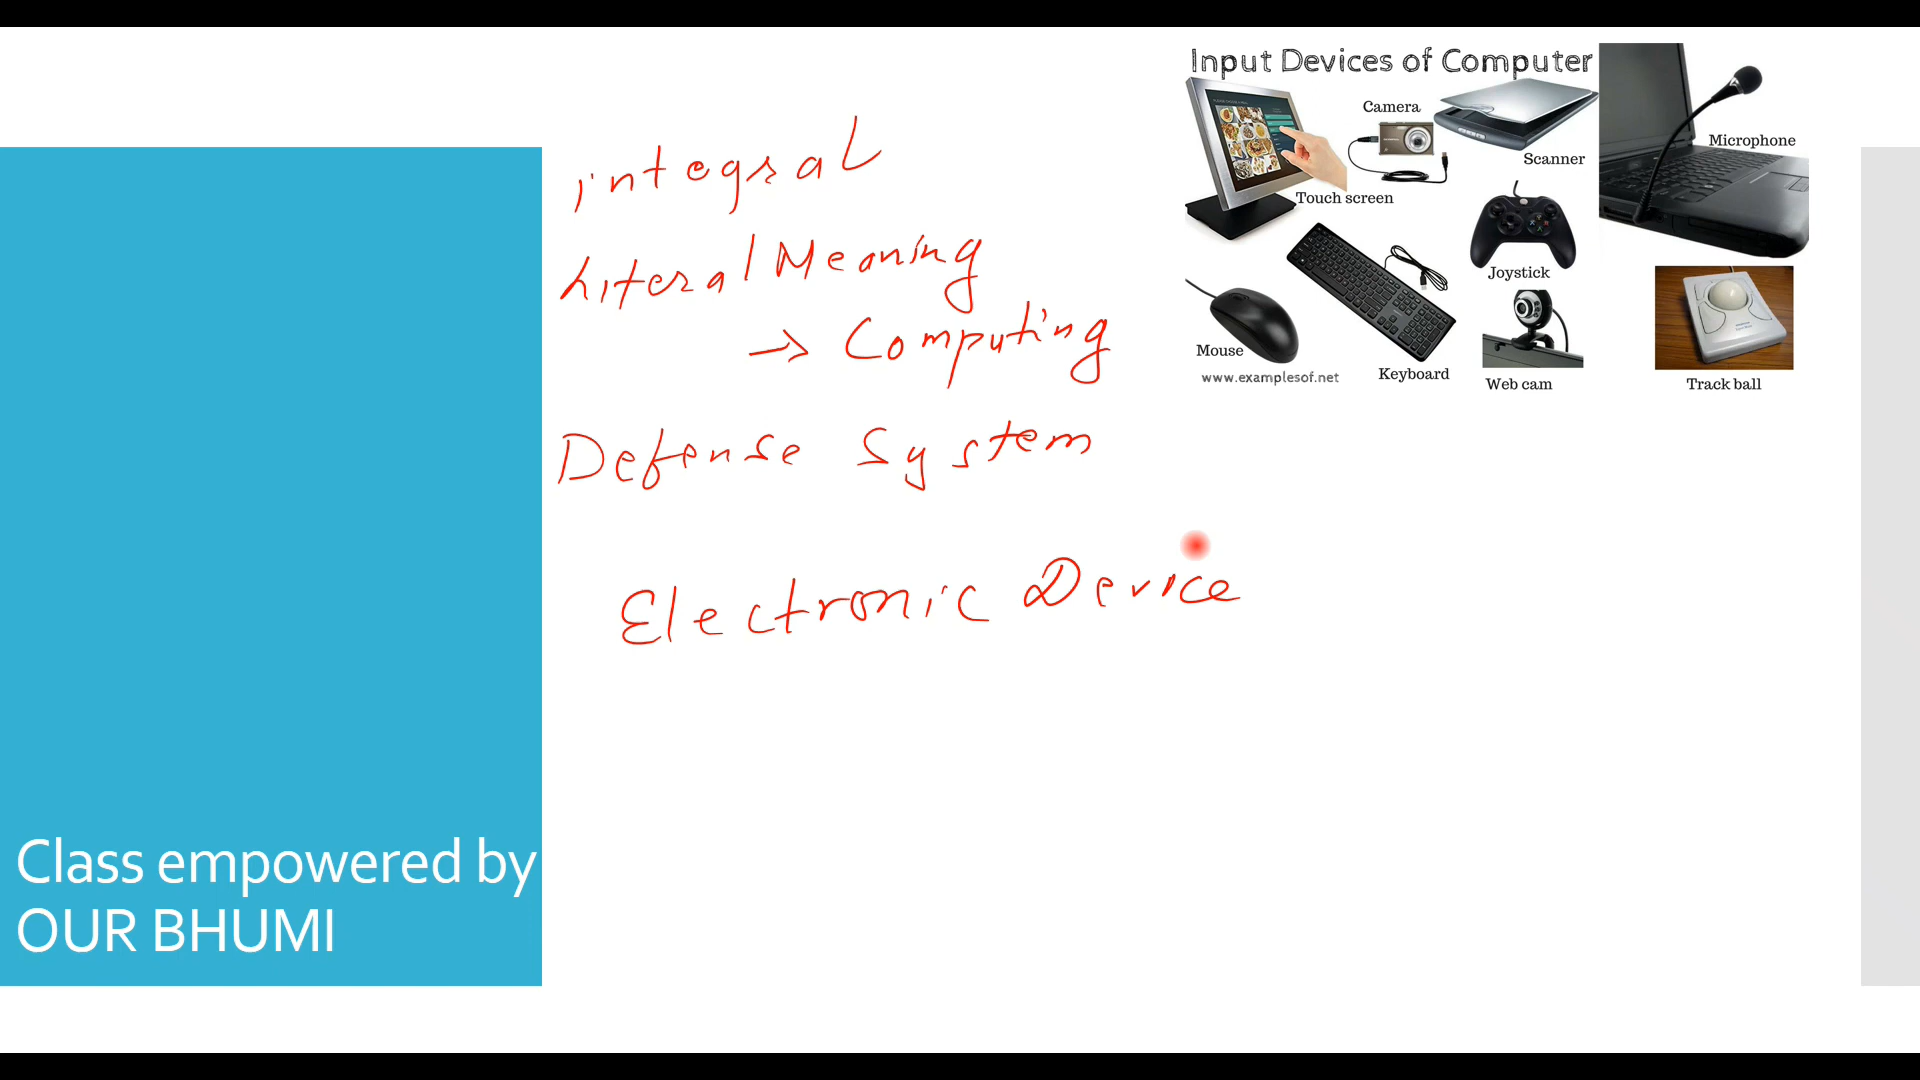 integral
Literal Meaning
→ Computing
Defense System
Electronic Device
Input Devices of Computer
Camera
Scanner
Microphone
Touch screen
Joystick
Mouse
Keyboard
Web cam
Track ball
www.examplesof.net
Class empowered by
OUR BHUMI